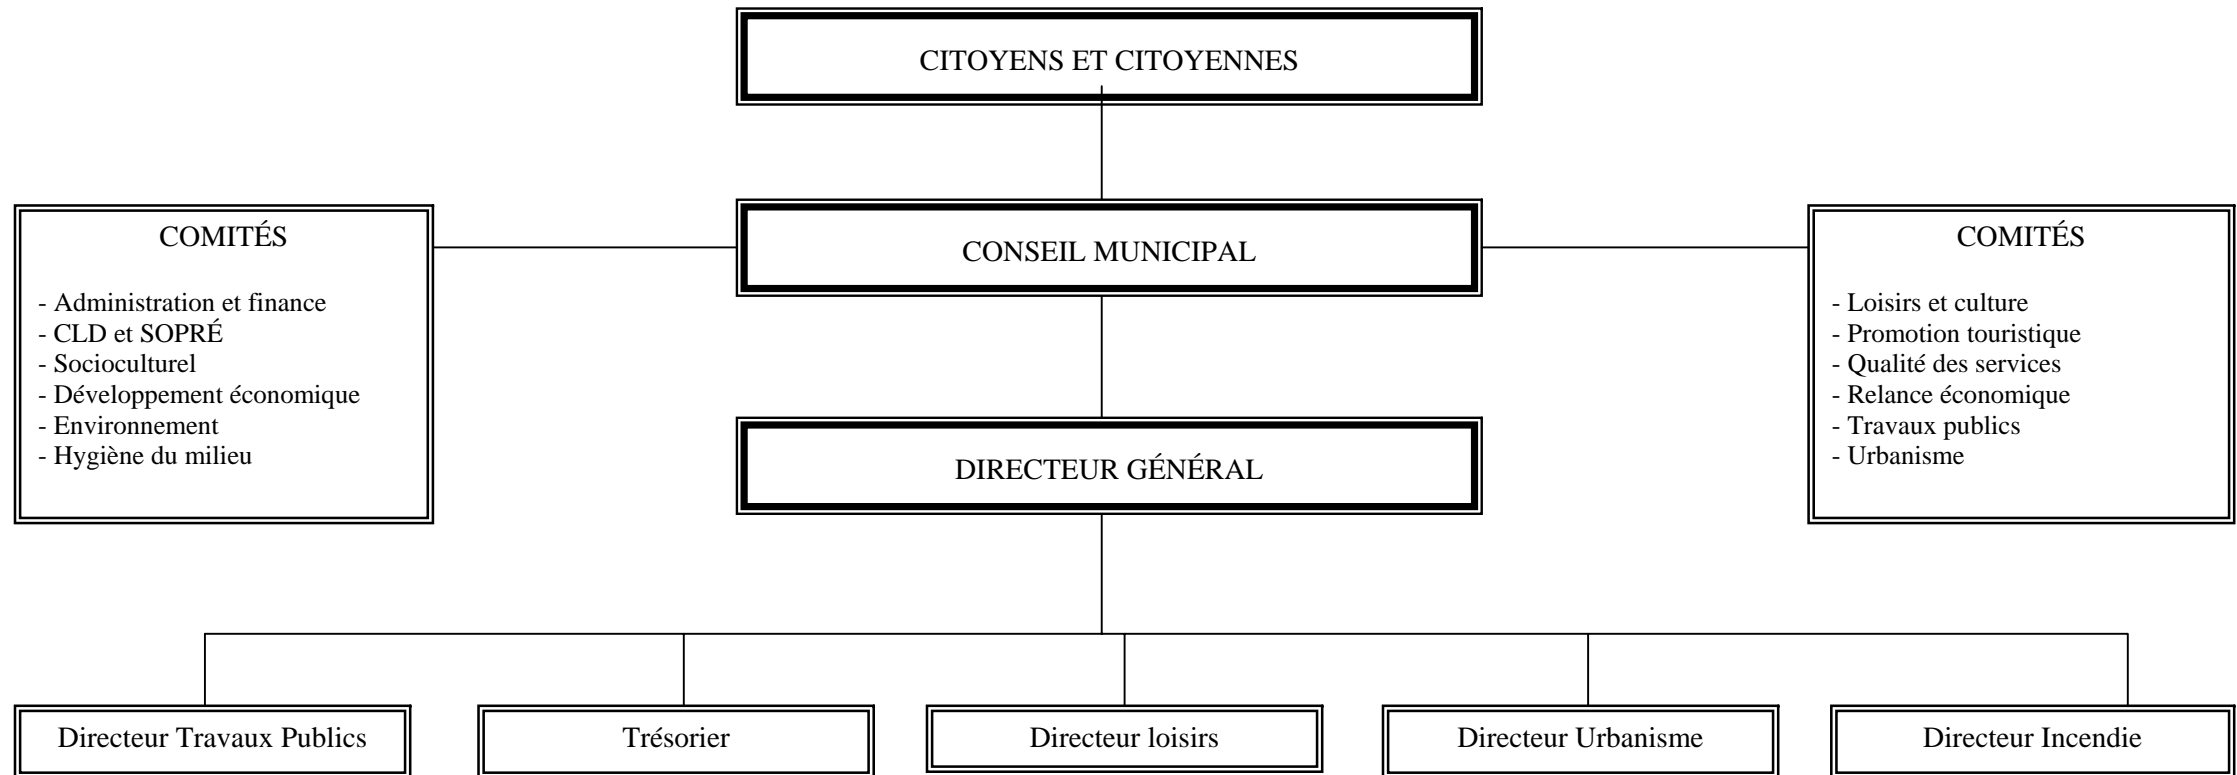 CITOYENS ET CITOYENNES
COMITÉS
- Administration et finance
- CLD et SOPRÉ
- Socioculturel
- Développement économique
- Environnement
- Hygiène du milieu
CONSEIL MUNICIPAL
COMITÉS
- Loisirs et culture
- Promotion touristique
- Qualité des services
- Relance économique
- Travaux publics
- Urbanisme
DIRECTEUR GÉNÉRAL
Directeur Travaux Publics
Trésorier
Directeur loisirs
Directeur Urbanisme
Directeur Incendie